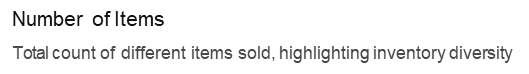 Number of Items
Total count of different items sold, highlighting inventory diversity